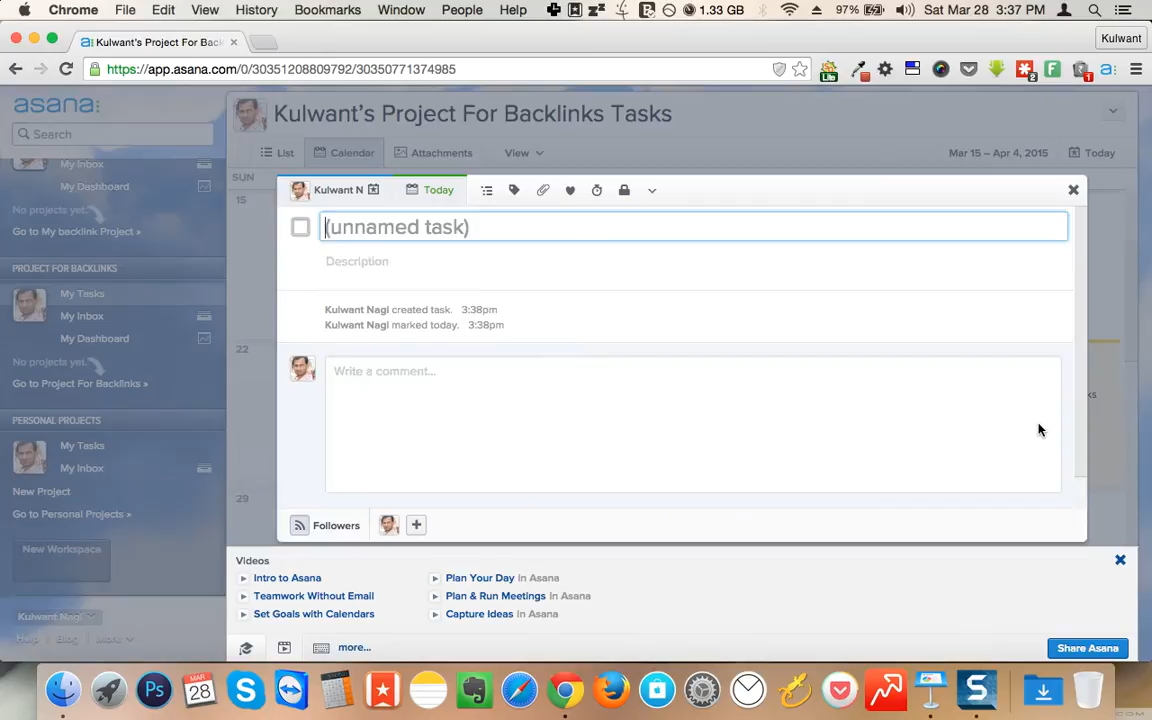 Chrome File Edit View History Bookmarks Window People Help 1.33 GB 97% Sat Mar 28 3:37 PM
Kulwant's Project For Back
Kulwant
https://app.asana.com/0/30351208809792/30350771374985
asana:
Kulwant's Project For Backlinks Tasks
Search
List Calendar Attachments View Mar 15 – Apr 4, 2015 Today
My Inbox
My Dashboard
No projects yet.
Go to My backlink Project »
PROJECT FOR BACKLINKS
My Tasks
My Inbox
My Dashboard
No projects yet.
Go to Project For Backlinks »
PERSONAL PROJECTS
My Tasks
My Inbox
New Project
Go to Personal Projects »
New Workspace
Kulwant Nagi
Help Blog More
SUN
15
22
29
ks
Kulwant N Today
(unnamed task)
Description
Kulwant Nagi created task. 3:38pm
Kulwant Nagi marked today. 3:38pm
Write a comment...
Followers
Videos
Intro to Asana
Teamwork Without Email
Set Goals with Calendars
Plan Your Day in Asana
Plan & Run Meetings in Asana
Capture Ideas in Asana
more...
Share Asana
MAR
28
Ps
S
S